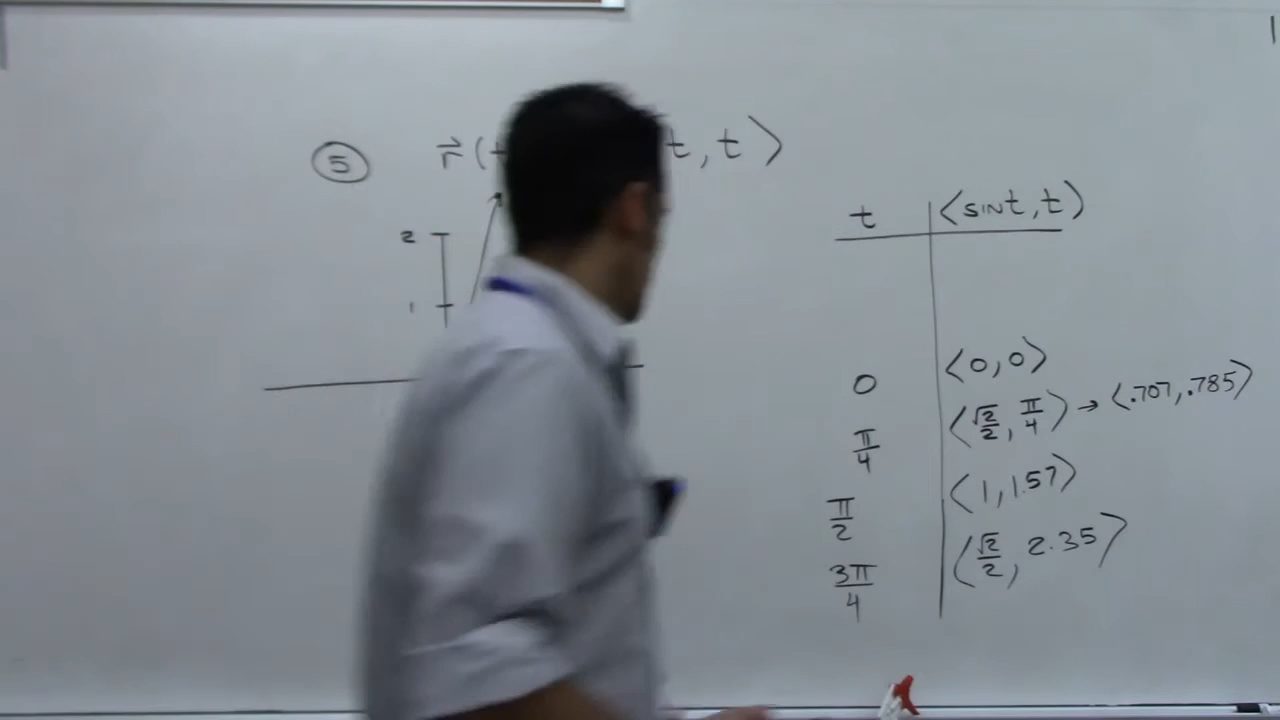 5
r⃗(t t, t⟩
2
1
t ⟨sint, t⟩
0 ⟨0, 0⟩
π/4 ⟨√2/2, π/4⟩ → ⟨.707, .785⟩
π/2 ⟨1, 1.57⟩
3π/4 ⟨√2/2, 2.35⟩